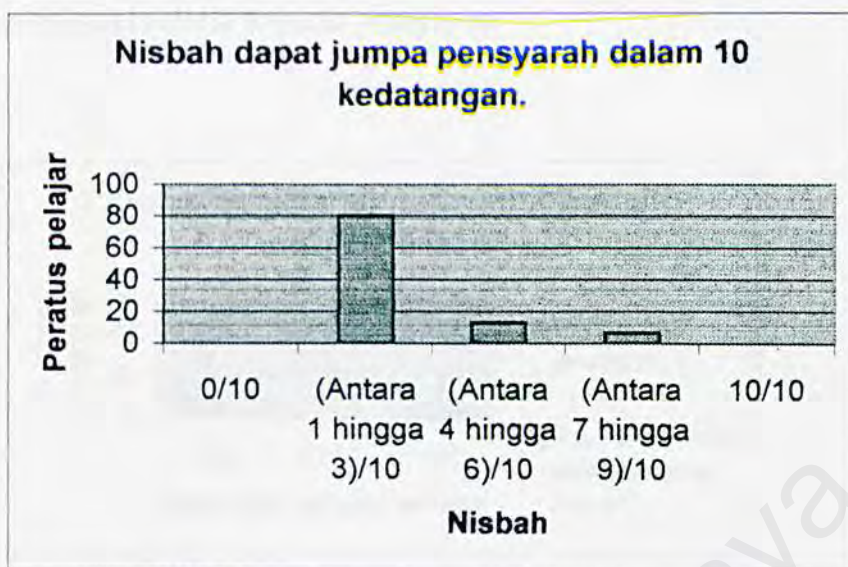 Nisbah dapat jumpa pensyarah dalam 10
kedatangan.
Peratus pelajar
100
80
60
40
20
0
0/10
(Antara
1 hingga
3)/10
(Antara
4 hingga
6)/10
(Antara
7 hingga
9)/10
10/10
Nisbah